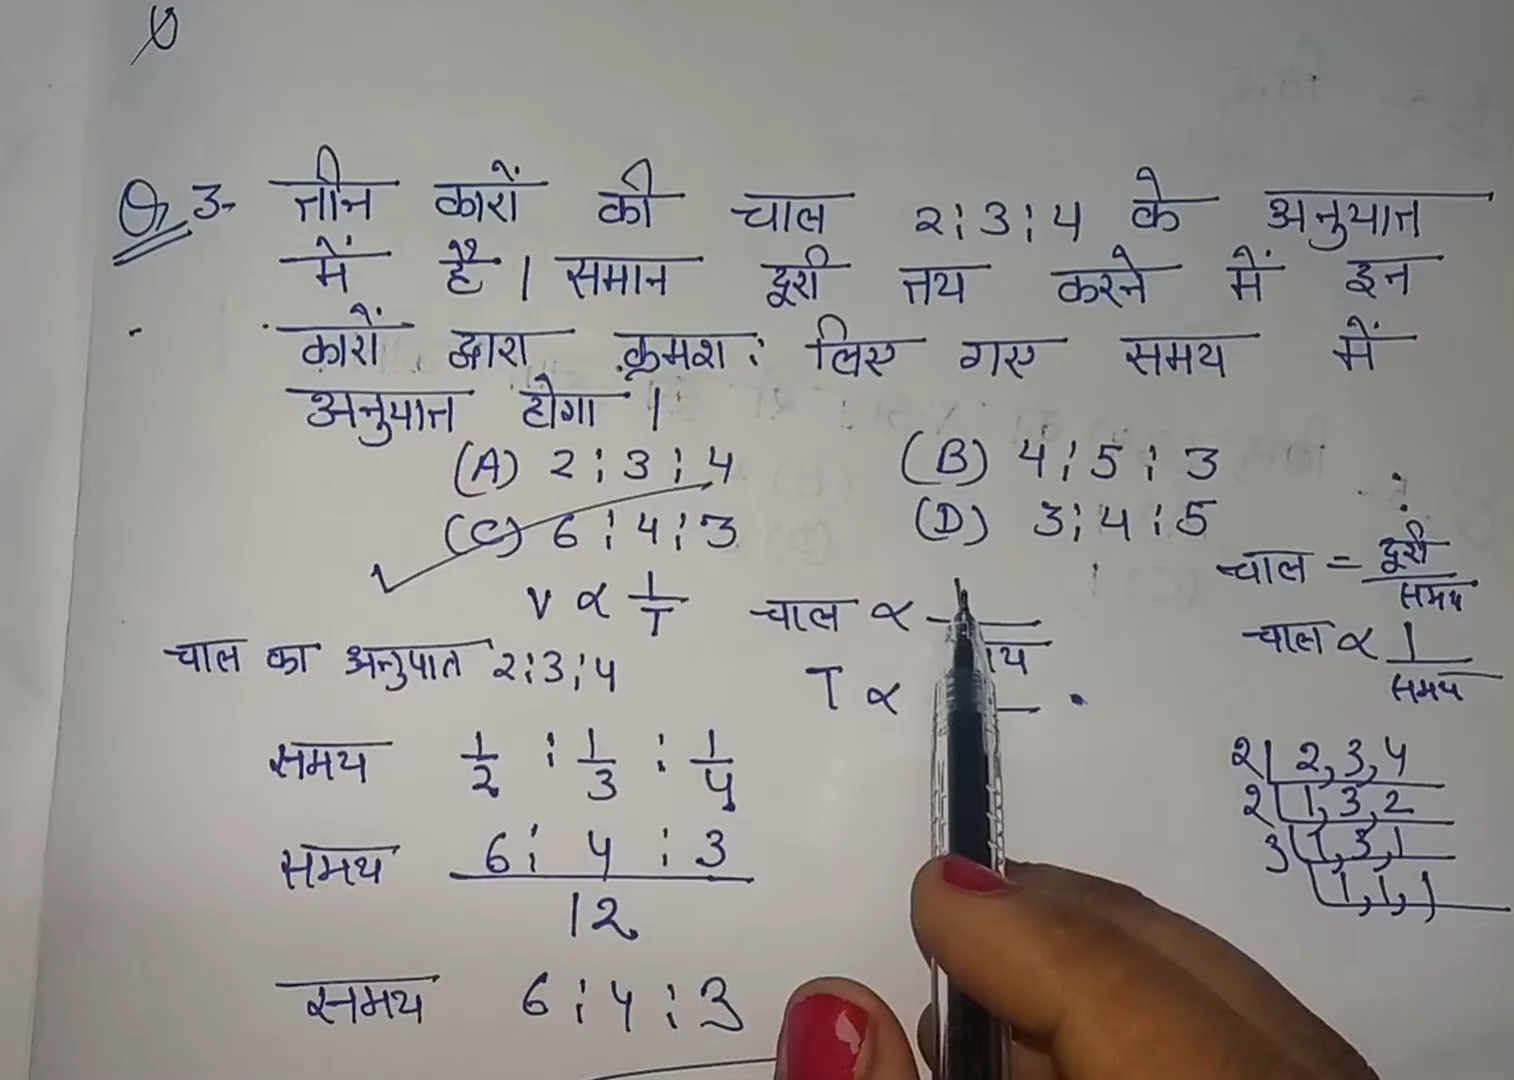 Q.3- तीन कारों की चाल 2:3:4 के अनुपात
में है। समान दूरी तय करने में इन
कारों द्वारा क्रमश: लिए गए समय में
अनुपात होगा।
(A) 2:3:4 (B) 4:5:3
(C) 6:4:3 (D) 3:4:5
चाल = दूरी/समय
V ∝ 1/T चाल ∝
चाल ∝ 1/समय
चाल का अनुपात 2:3:4 T ∝
समय 1/2 : 1/3 : 1/4
2| 2,3,4
2| 1,3,2
3| 1,3,1
1,1,1
समय 6: 4 : 3
12
समय 6:4:3